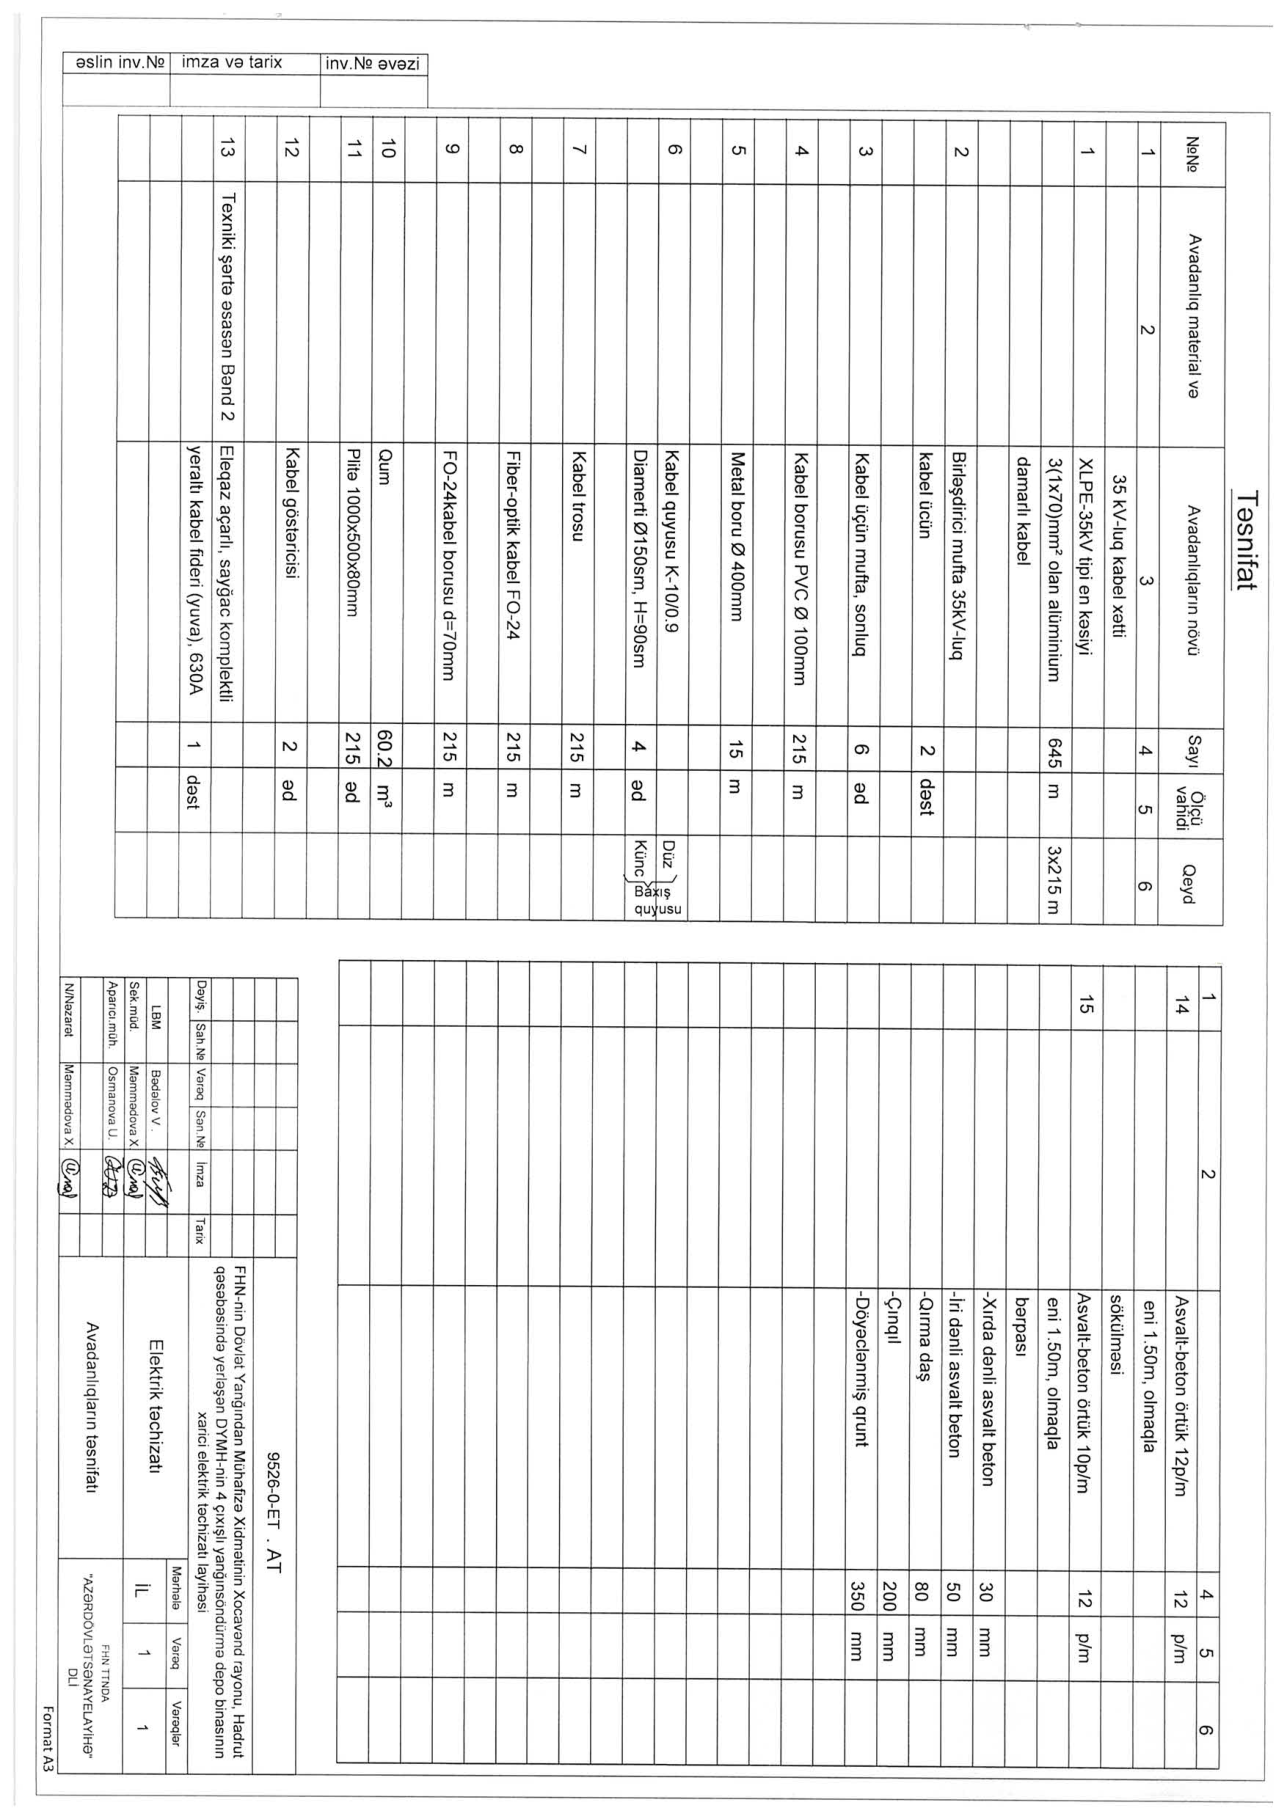 Təsnifat
№№ Avadanlıq material və Avadanlıqların növü Sayı Ölçü vahidi Qeyd
1 2 3 4 5 6
35 kV-luq kabel xətti
1 XLPE-35kV tipi en kəsiyi
3(1x70)mm² olan alüminium 645 m 3x215 m
damarlı kabel
2 Birləşdirici mufta 35kV-luq
kabel ücün 2 dəst
3 Kabel üçün mufta, sonluq 6 əd
4 Kabel borusu PVC Ø 100mm 215 m
5 Metal boru Ø 400mm 15 m
6 Kabel quyusu K-10/0.9 Düz
Diamerti Ø150sm, H=90sm 4 əd Künc
Baxış quyusu
7 Kabel trosu 215 m
8 Fiber-optik kabel FO-24 215 m
9 FO-24kabel borusu d=70mm 215 m
10 Qum 60.2 m³
11 Plitə 1000x500x80mm 215 əd
12 Kabel göstəricisi 2 əd
13 Texniki şərtə əsasən Bənd 2 Eleqaz açarlı, sayğac komplektli
yeraltı kabel fideri (yuva), 630A 1 dəst
1 2 4 5 6
14 Asvalt-beton örtük 12p/m 12 p/m
eni 1.50m, olmaqla
sökülməsi
15 Asvalt-beton örtük 10p/m 12 p/m
eni 1.50m, olmaqla
bərpası
-Xırda dənli asvalt beton 30 mm
-İri dənli asvalt beton 50 mm
-Qırma daş 80 mm
-Çınqıl 200 mm
-Döyəclənmiş qrunt 350 mm
9526-0-ET . AT
FHN-nin Dövlət Yanğından Mühafizə Xidmətinin Xocavənd rayonu, Hadrut
qəsəbəsində yerləşən DYMH-nin 4 çıxışlı yanğınsöndürmə depo binasının
xarici elektrik təchizatı layihəsi
Dəyiş. Sah.№ Vərəq Sən.№ İmza Tarix
LBM Bədəlov V .
Sek.müd. Məmmədova X
Aparıcı.müh. Osmanova U.
N/Nəzarət Məmmədova X
Elektrik təchizatı
Mərhələ Vərəq Vərəqlər
İL 1 1
Avadanlıqların təsnifatı
FHN TTNDA
"AZƏRDÖVLƏTSƏNAYELAYİHƏ"
DLİ
Format A3
əslin inv.№ imza və tarix inv.№ əvəzi